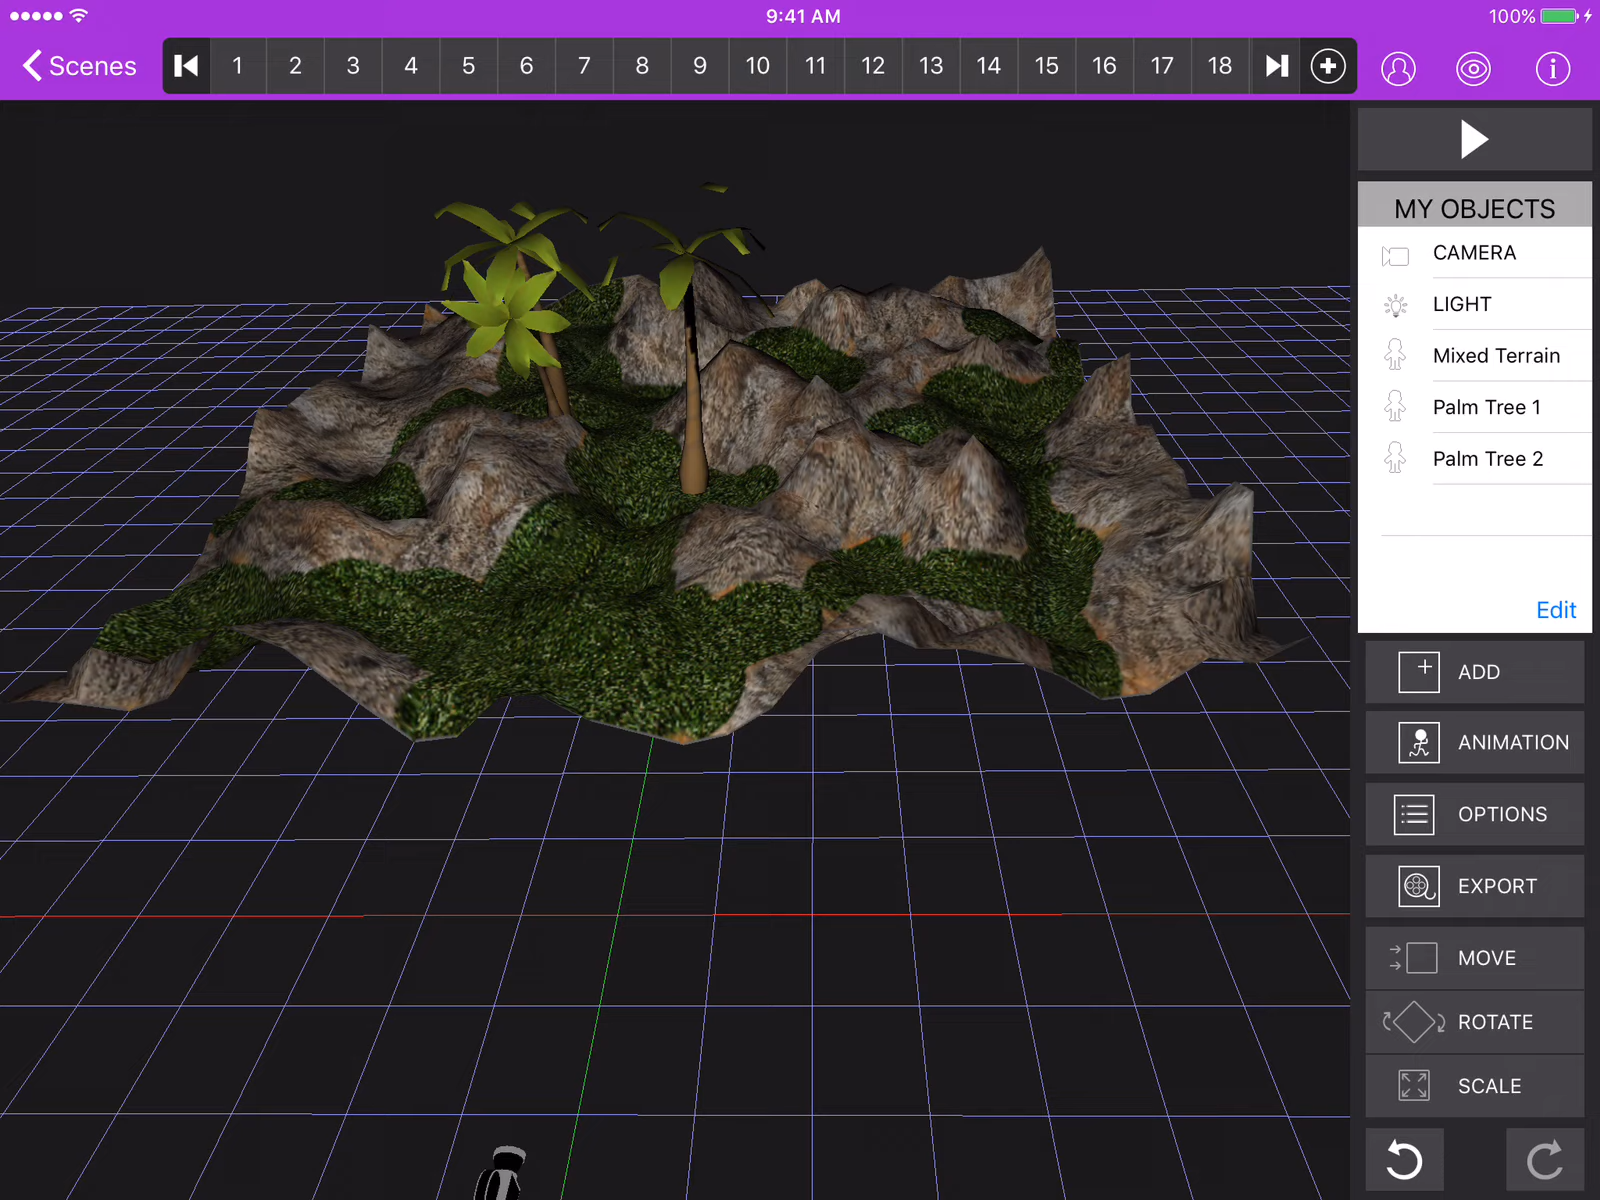 9:41 AM
100%
Scenes
1 2 3 4 5 6 7 8 9 10 11 12 13 14 15 16 17 18
MY OBJECTS
CAMERA
LIGHT
Mixed Terrain
Palm Tree 1
Palm Tree 2
Edit
ADD
ANIMATION
OPTIONS
EXPORT
MOVE
ROTATE
SCALE